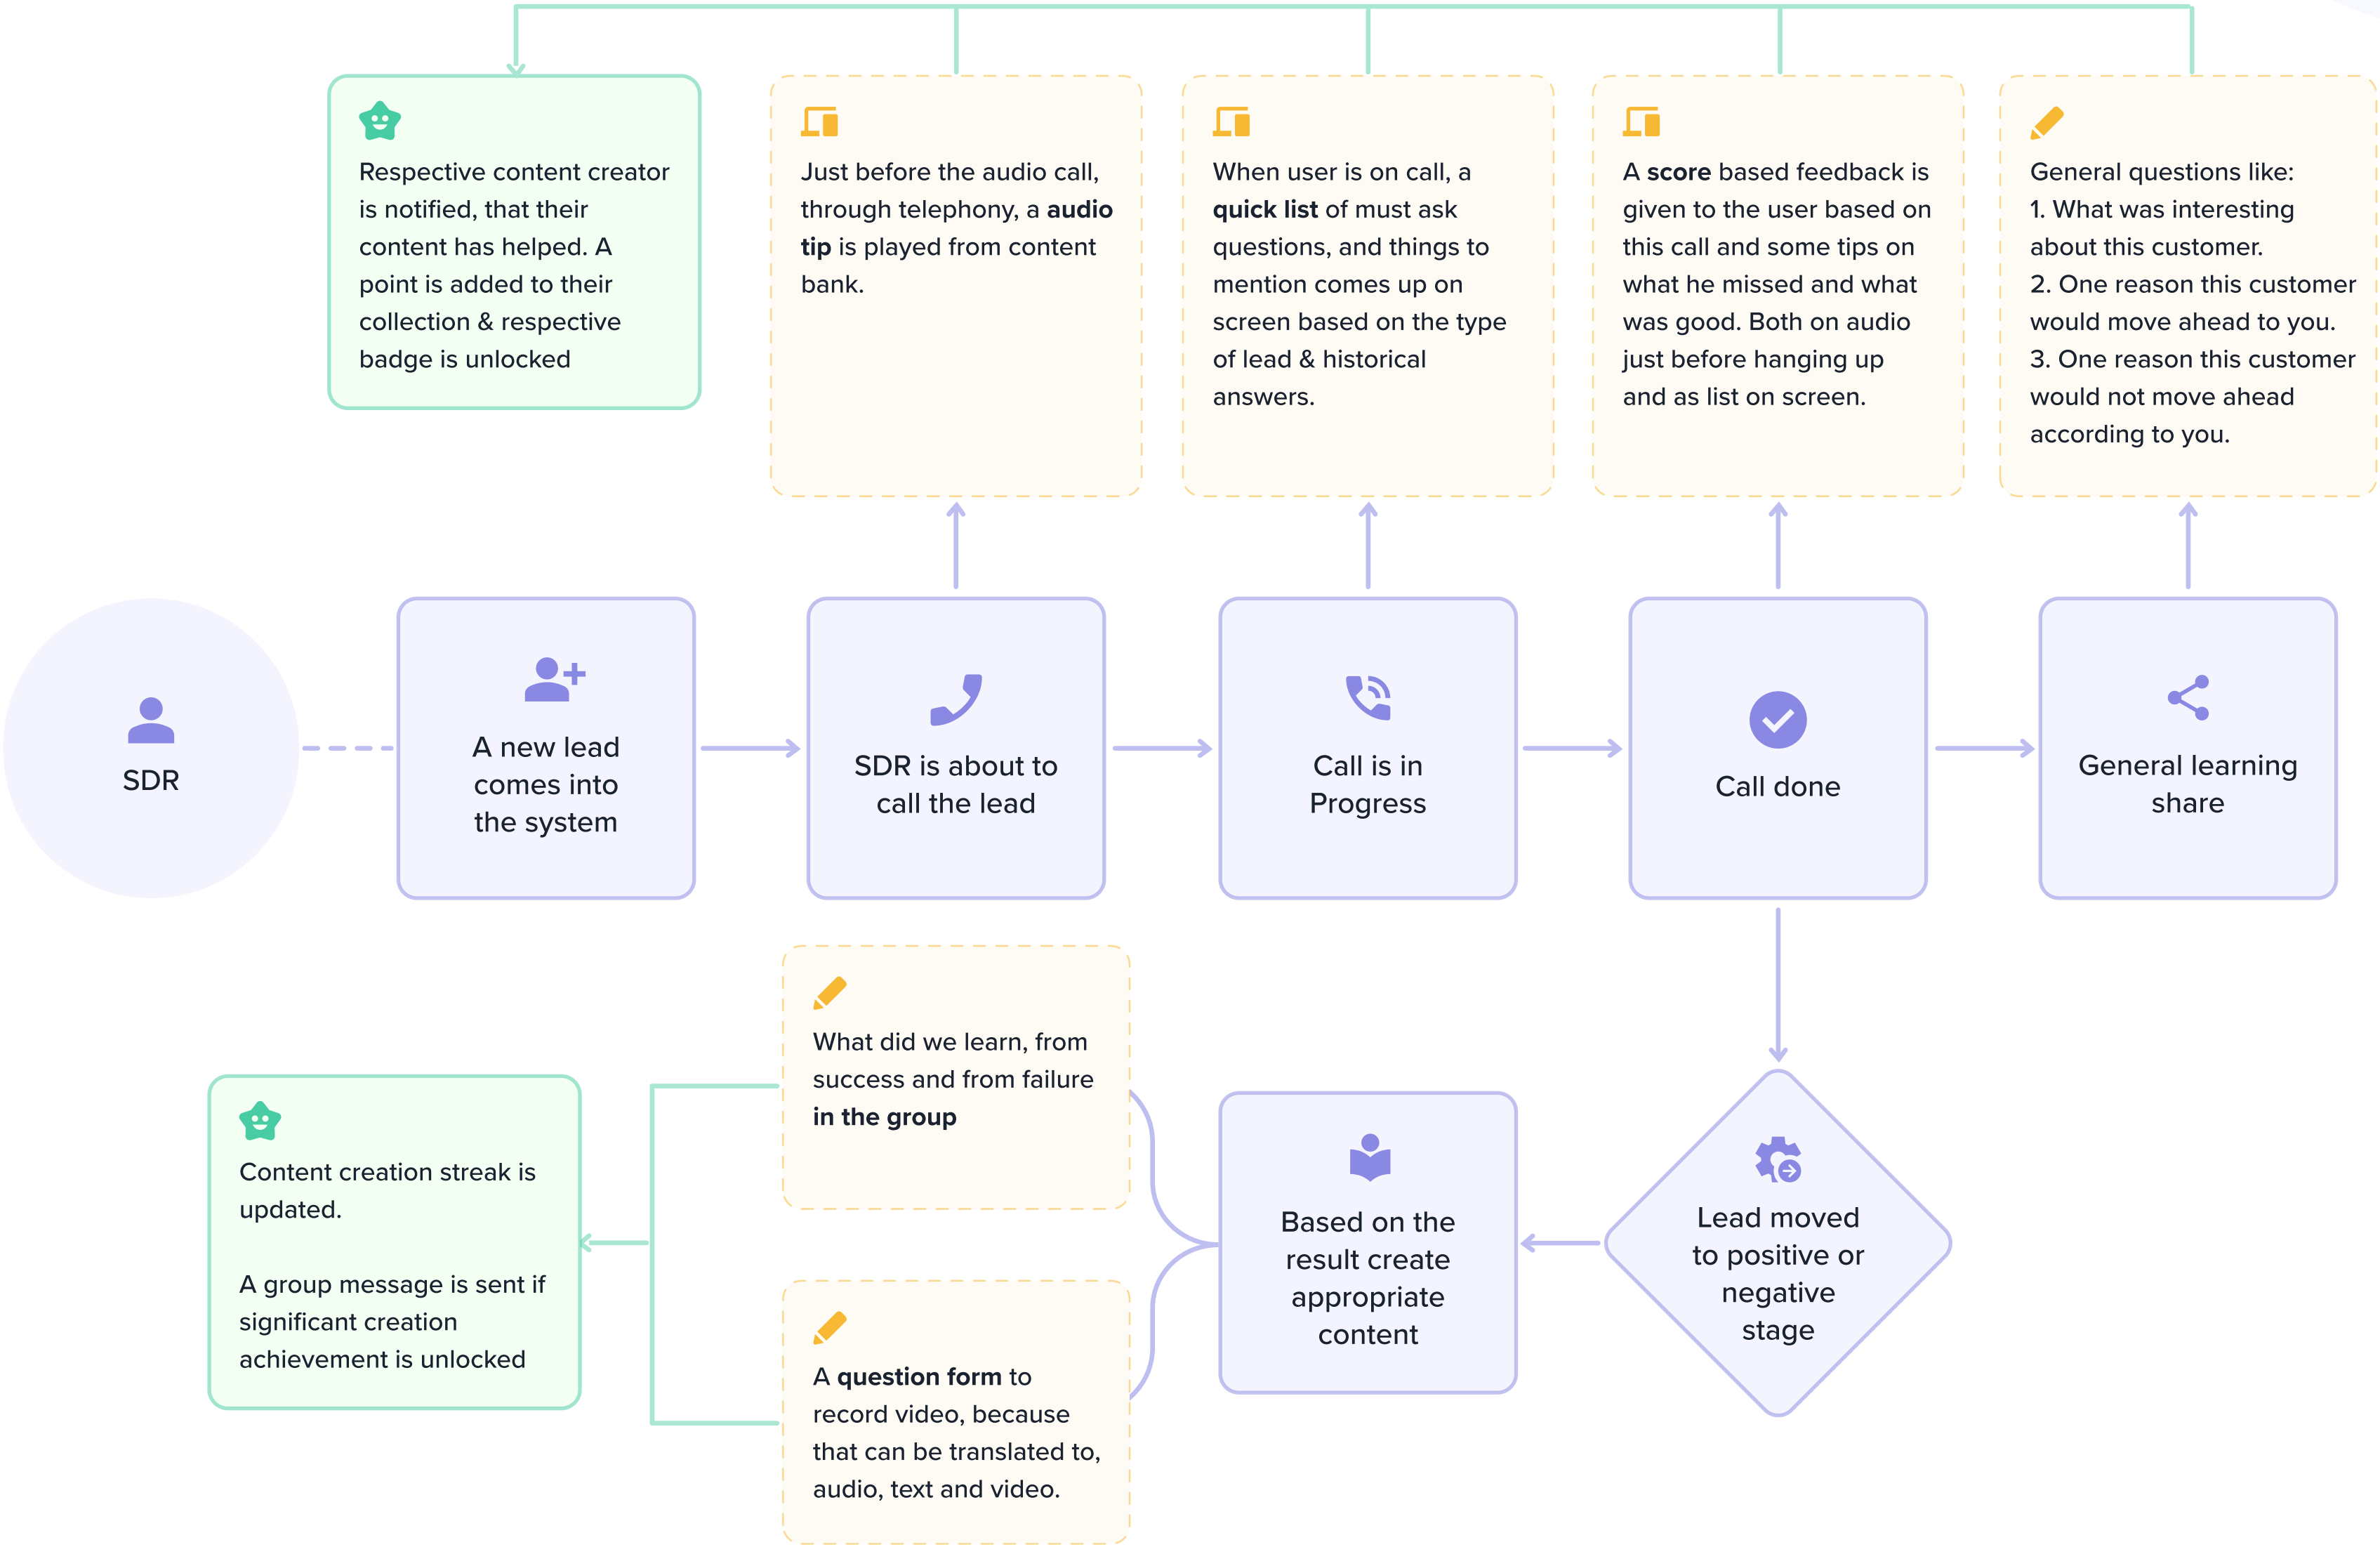 Respective content creator
is notified, that their
content has helped. A
point is added to their
collection & respective
badge is unlocked
Just before the audio call,
through telephony, a audio
tip is played from content
bank.
When user is on call, a
quick list of must ask
questions, and things to
mention comes up on
screen based on the type
of lead & historical
answers.
A score based feedback is
given to the user based on
this call and some tips on
what he missed and what
was good. Both on audio
just before hanging up
and as list on screen.
General questions like:
1. What was interesting
about this customer.
2. One reason this customer
would move ahead to you.
3. One reason this customer
would not move ahead
according to you.
SDR
A new lead
comes into
the system
SDR is about to
call the lead
Call is in
Progress
Call done
General learning
share
What did we learn, from
success and from failure
in the group
Content creation streak is
updated.
A group message is sent if
significant creation
achievement is unlocked
A question form to
record video, because
that can be translated to,
audio, text and video.
Based on the
result create
appropriate
content
Lead moved
to positive or
negative
stage